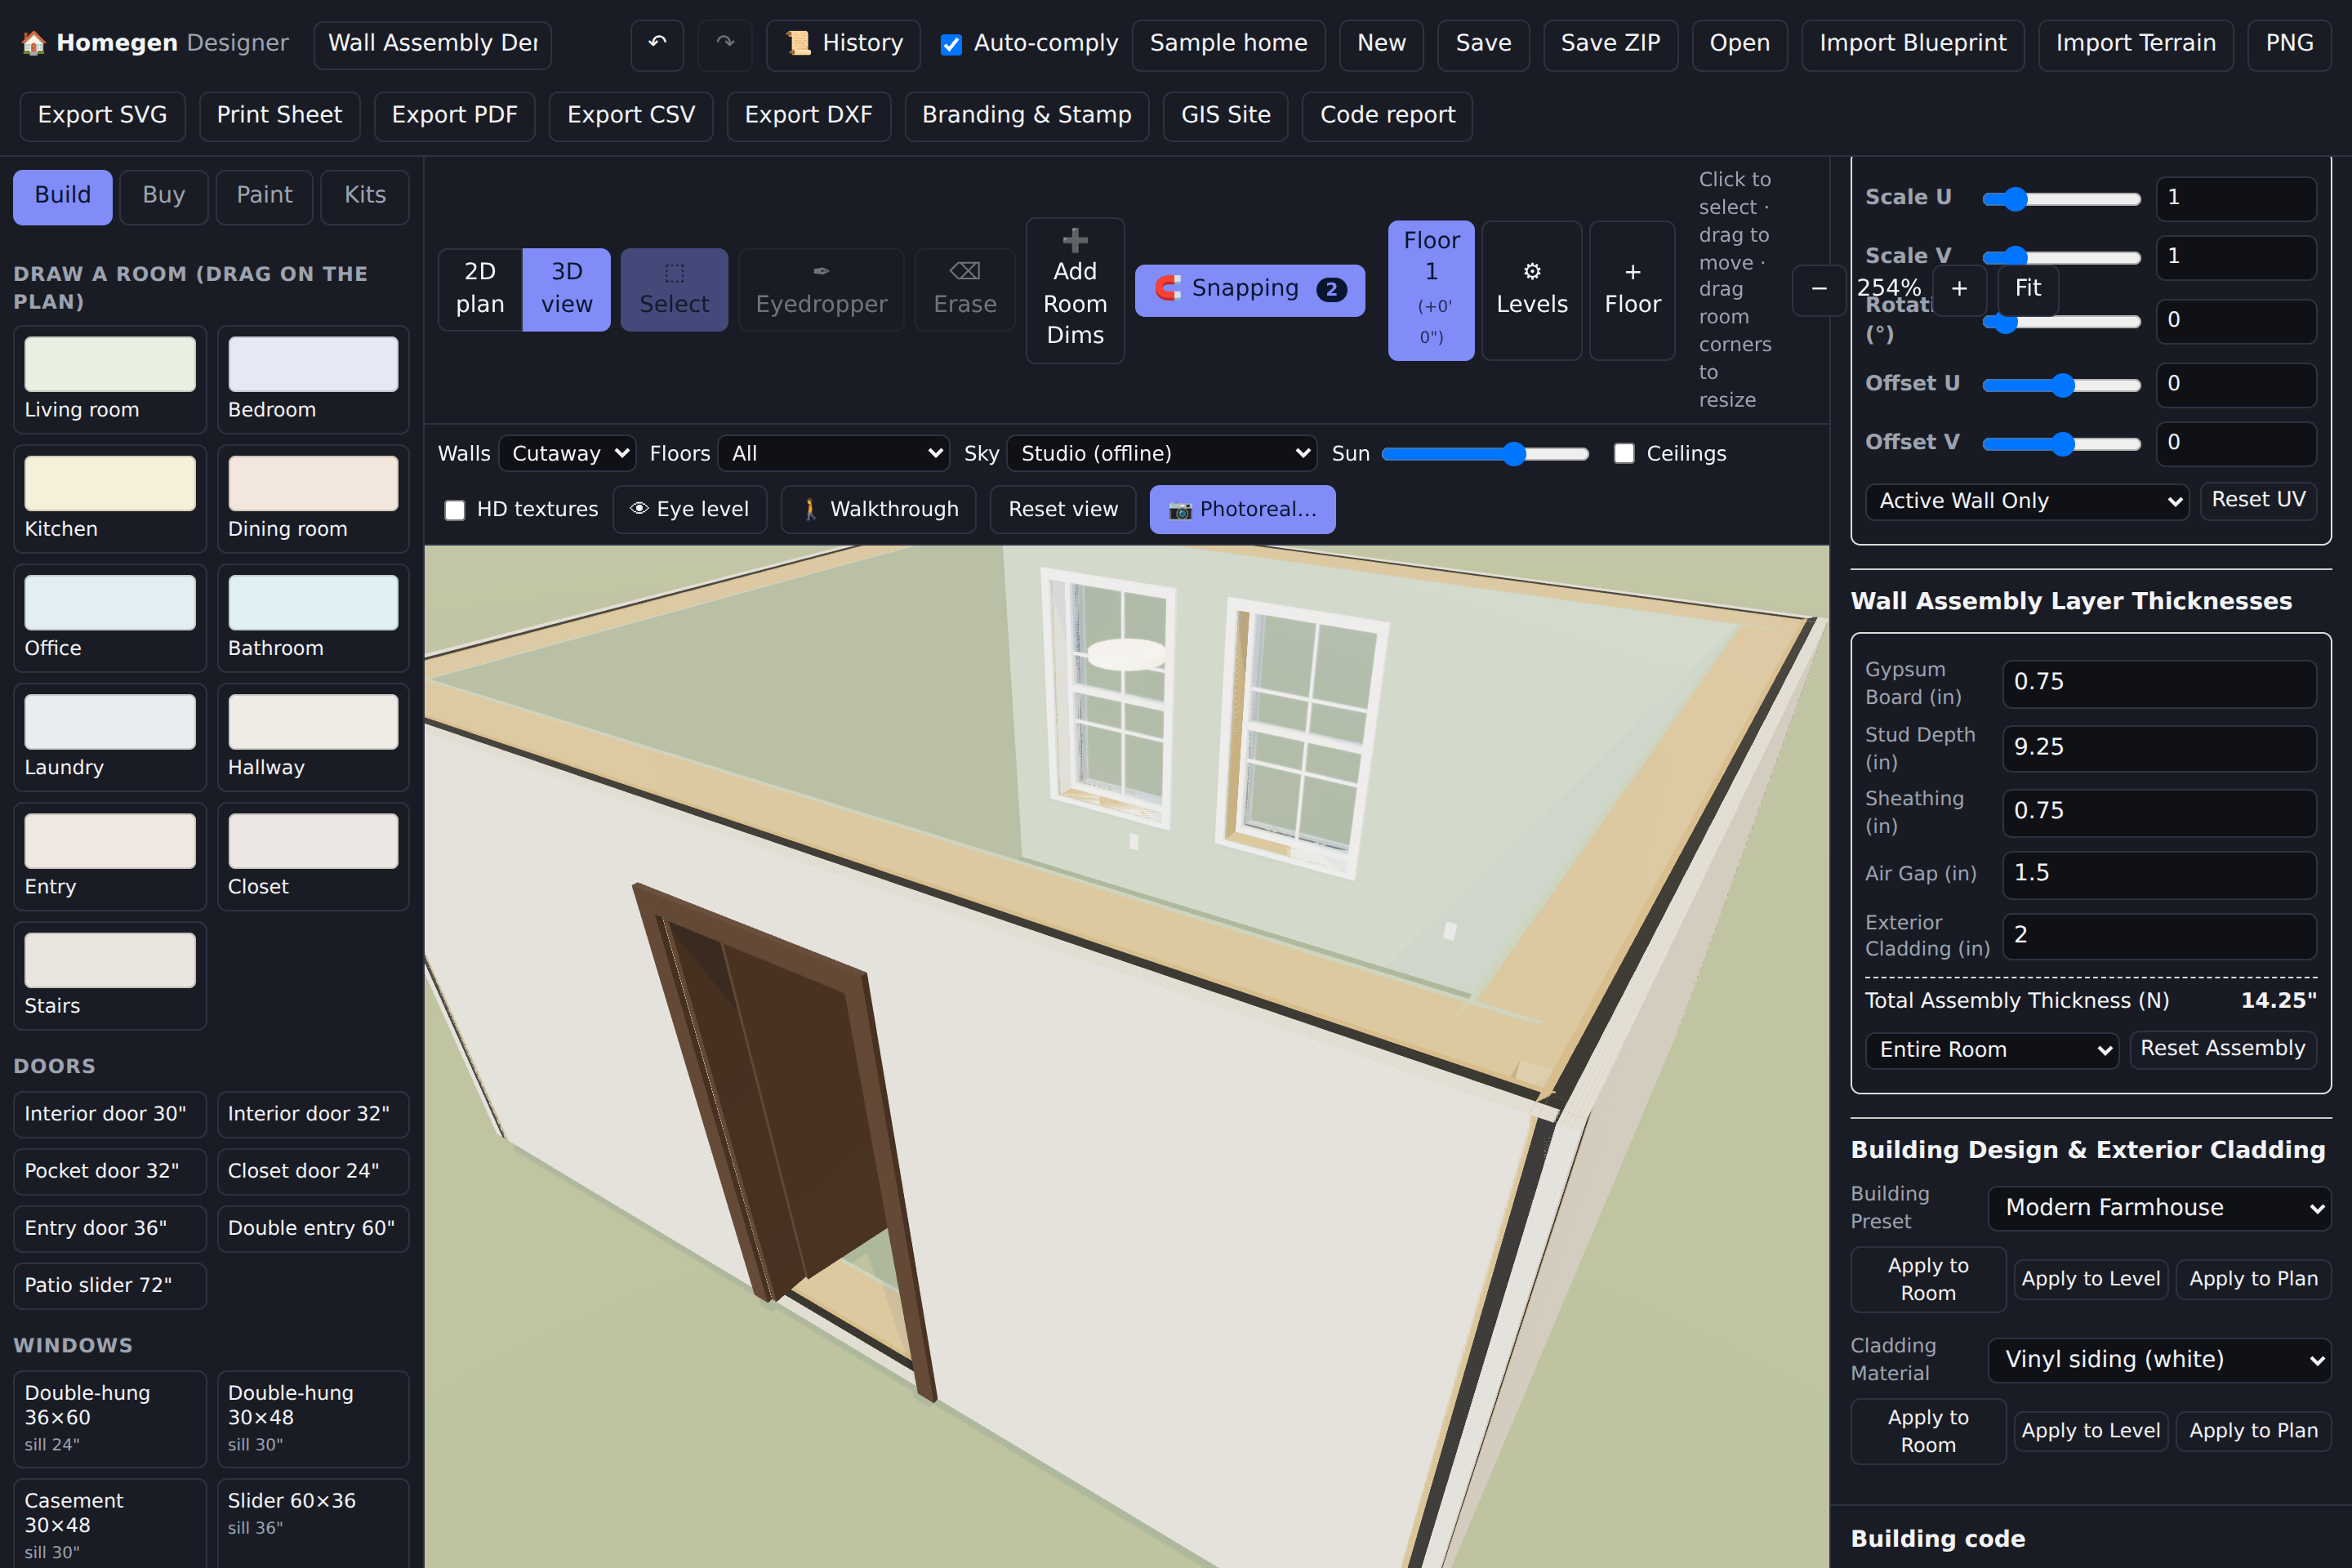 🏠 Homegen Designer
Wall Assembly Der
↶
↷
📜 History
Auto-comply
Sample home
New
Save
Save ZIP
Open
Import Blueprint
Import Terrain
PNG
Export SVG
Print Sheet
Export PDF
Export CSV
Export DXF
Branding & Stamp
GIS Site
Code report
Build
Buy
Paint
Kits
DRAW A ROOM (DRAG ON THE
PLAN)
Living room
Bedroom
Kitchen
Dining room
Office
Bathroom
Laundry
Hallway
Entry
Closet
Stairs
DOORS
Interior door 30"
Interior door 32"
Pocket door 32"
Closet door 24"
Entry door 36"
Double entry 60"
Patio slider 72"
WINDOWS
Double-hung
36×60
sill 24"
Double-hung
30×48
sill 30"
Casement
30×48
sill 30"
Slider 60×36
sill 36"
2D
plan
3D
view
Select
Eyedropper
Erase
➕
Add
Room
Dims
🧲 Snapping 2
Floor
1
(+0'
0")
⚙
Levels
+
Floor
Click to
select ·
drag to
move ·
drag
room
corners
to
resize
−
254%
+
Fit
Walls
Cutaway
Floors
All
Sky
Studio (offline)
Sun
Ceilings
HD textures
👁 Eye level
🚶 Walkthrough
Reset view
📷 Photoreal…
Scale U
1
Scale V
1
Rotati
(°)
0
Offset U
0
Offset V
0
Active Wall Only
Reset UV
Wall Assembly Layer Thicknesses
Gypsum
Board (in)
0.75
Stud Depth
(in)
9.25
Sheathing
(in)
0.75
Air Gap (in)
1.5
Exterior
Cladding (in)
2
Total Assembly Thickness (N)
14.25"
Entire Room
Reset Assembly
Building Design & Exterior Cladding
Building
Preset
Modern Farmhouse
Apply to
Room
Apply to Level
Apply to Plan
Cladding
Material
Vinyl siding (white)
Apply to
Room
Apply to Level
Apply to Plan
Building code